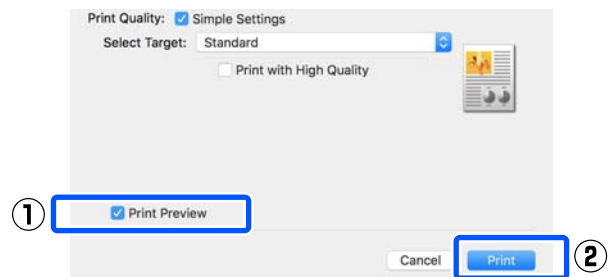 Print Quality: Simple Settings
Select Target: Standard
Print with High Quality
① Print Preview
Cancel Print ②